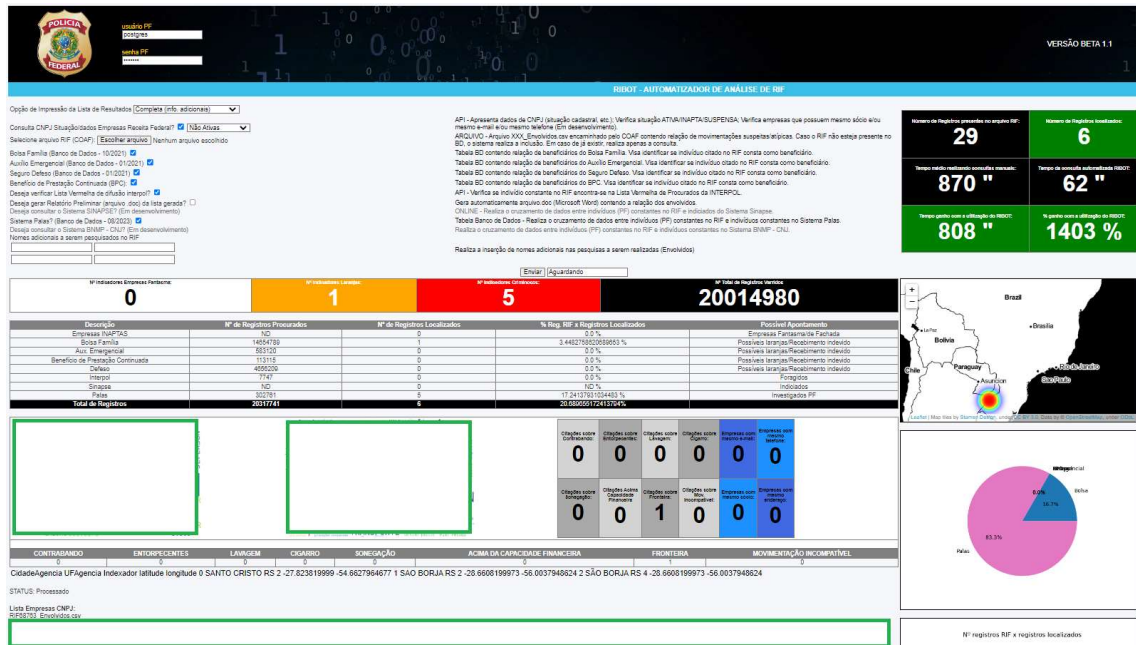 POLICIA
FEDERAL
usuário PF
postgres
senha PF
•••••••
VERSÃO BETA 1.1
RIBOT - AUTOMATIZADOR DE ANÁLISE DE RIF
Opção de Impressão da Lista de Resultados Completa (info. adicionais)
Consulta CNPJ Situação/dados Empresas Receita Federal? Não Ativas
Selecione arquivo RIF (COAF): Escolher arquivo Nenhum arquivo escolhido
Bolsa Família (Banco de Dados - 10/2021)
Auxílio Emergencial (Banco de Dados - 01/2021)
Seguro Defeso (Banco de Dados - 01/2021)
Benefício de Prestação Continuada (BPC):
Deseja verificar Lista Vermelha de difusão interpol?
Deseja gerar Relatório Preliminar (arquivo .doc) da lista gerada?
Deseja consultar o Sistema SINAPSE? (Em desenvolvimento)
Sistema Palas? (Banco de Dados - 08/2023)
Deseja consultar o Sistema BNMP - CNJ? (Em desenvolvimento)
Nomes adicionais a serem pesquisados no RIF
API - Apresenta dados de CNPJ (situação cadastral, etc.); Verifica situação ATIVA/INAPTA/SUSPENSA; Verifica empresas que possuem mesmo sócio e/ou
mesmo e-mail e/ou mesmo telefone (Em desenvolvimento).
ARQUIVO - Arquivo XXX_Envolvidos.csv encaminhado pelo COAF contendo relação de movimentações suspeitas/atípicas. Caso o RIF não esteja presente no
BD, o sistema realiza a inclusão. Em caso de já existir, realiza apenas a consulta.
Tabela BD contendo relação de beneficiários do Bolsa Família. Visa identificar se indivíduo citado no RIF consta como beneficiário.
Tabela BD contendo relação de beneficiários do Auxílio Emergencial. Visa identificar se indivíduo citado no RIF consta como beneficiário.
Tabela BD contendo relação de beneficiários do Seguro Defeso. Visa identificar se indivíduo citado no RIF consta como beneficiário.
Tabela BD contendo relação de beneficiários do BPC. Visa identificar se indivíduo citado no RIF consta como beneficiário.
API - Verifica se indivíduo constante no RIF encontra-se na Lista Vermelha de Procurados da INTERPOL.
Gera automaticamente arquivo.doc (Microsoft Word) contendo a relação dos envolvidos.
ONLINE - Realiza o cruzamento de dados entre indivíduos (PF) constantes no RIF e indiciados do Sistema Sinapse.
Tabela Banco de Dados - Realiza o cruzamento de dados entre indivíduos (PF) constantes no RIF e indivíduos constantes no Sistema Palas.
Realiza o cruzamento de dados entre indivíduos (PF) constantes no RIF e indivíduos constantes no Sistema BNMP - CNJ.
Realiza a inserção de nomes adicionais nas pesquisas a serem realizadas (Envolvidos)
Enviar Aguardando
Número de Registros presentes no arquivo RIF:
29
Número de Registros localizados:
6
Tempo médio realizando consultas manuais:
870 "
Tempo da consulta automatizada RIBOT:
62 "
Tempo ganho com a utilização do RIBOT:
808 "
% ganho com a utilização do RIBOT:
1403 %
Nº Indicadores Empresas Fantasma:
0
Nº Indicadores Laranjas:
1
Nº Indicadores Criminosos:
5
Nº Total de Registros Varridos
20014980
Descrição Nº de Registros Procurados Nº de Registros Localizados % Reg. RIF x Registros Localizados Possível Apontamento
Empresas INAPTAS ND 0 0.0 % Empresas Fantasma/de Fachada
Bolsa Família 14664789 1 3.4482758620689653 % Possíveis laranjas/Recebimento indevido
Aux. Emergencial 583120 0 0.0 % Possíveis laranjas/Recebimento indevido
Benefício de Prestação Continuada 113115 0 0.0 % Possíveis laranjas/Recebimento indevido
Defeso 4656209 0 0.0 % Possíveis laranjas/Recebimento indevido
Interpol 7747 0 0.0 % Foragidos
Sinapse ND 0 ND % Indiciados
Palas 302761 5 17.24137931034483 % Investigados PF
Total de Registros 20317741 6 20.689655172413794%
+
−
Brazil
Brasília
La Paz
Bolivia
Paraguay
Chile
Asuncion
Rio de Janeiro
Sao Paulo
Citações sobre Contrabando:
0
Citações sobre Entorpecentes:
0
Citações sobre Lavagem:
0
Citações sobre Cigarro:
0
Empresas com mesmo e-mail:
0
Empresas com mesmo telefone:
0
Citações sobre Sonegação:
0
Citações Acima Capacidade Financeira
0
Citações sobre Fronteira:
1
Citações sobre Mov. Incompatível:
0
Empresas com mesmo sócio:
0
Empresas com mesmo endereço:
0
CONTRABANDO ENTORPECENTES LAVAGEM CIGARRO SONEGAÇÃO ACIMA DA CAPACIDADE FINANCEIRA FRONTEIRA MOVIMENTAÇÃO INCOMPATÍVEL
0 0 0 0 0 0 1 0
CidadeAgencia UFAgencia Indexador latitude longitude 0 SANTO CRISTO RS 2 -27.823819999 -54.6627964677 1 SAO BORJA RS 2 -28.6608199973 -56.0037948624 2 SÃO BORJA RS 4 -28.6608199973 -56.0037948624
STATUS: Processado
Lista Empresas CNPJ:
RIF68753_Envolvidos.csv
Bolsa
0.0%
16.7%
83.3%
Palas
Nº registros RIF x registros localizados